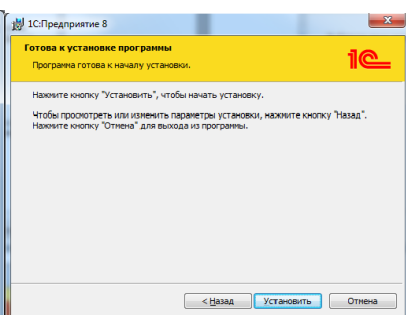 1С:Предприятие 8
Готова к установке программы
Программа готова к началу установки.
1С
Нажмите кнопку "Установить", чтобы начать установку.
Чтобы просмотреть или изменить параметры установки, нажмите кнопку "Назад".
Нажмите кнопку "Отмена" для выхода из программы.
< Назад
Установить
Отмена